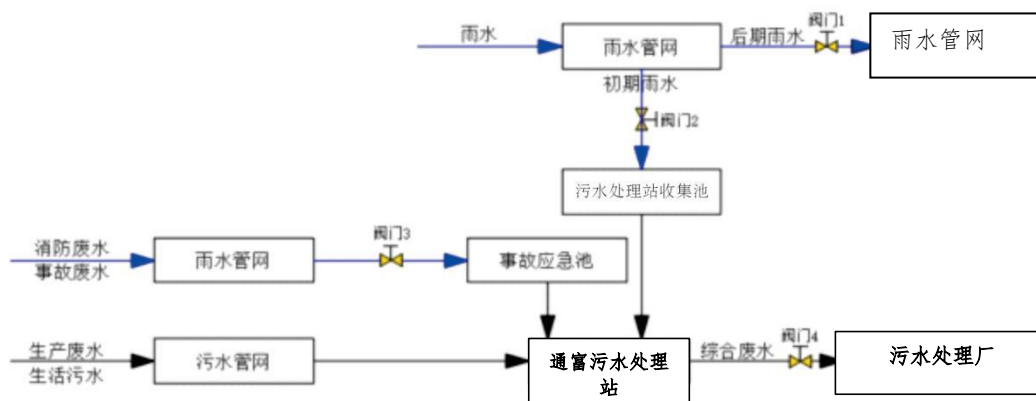 雨水
雨水管网
后期雨水
阀门1
雨水管网
初期雨水
阀门2
污水处理站收集池
消防废水
事故废水
雨水管网
阀门3
事故应急池
生产废水
生活污水
污水管网
通富污水处理
站
综合废水
阀门4
污水处理厂